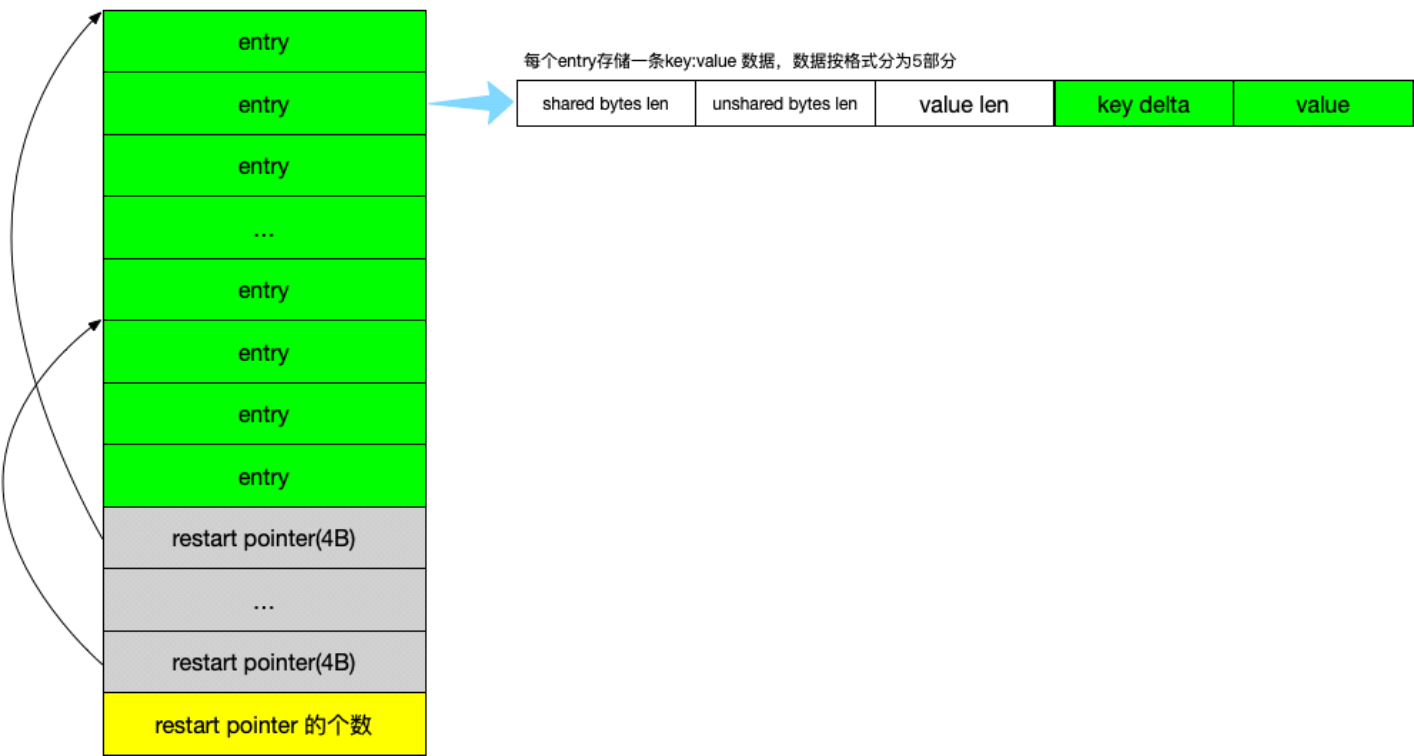 entry
entry
entry
...
entry
entry
entry
entry
restart pointer(4B)
...
restart pointer(4B)
restart pointer 的个数
每个entry存储一条key:value 数据，数据按格式分为5部分
shared bytes len
unshared bytes len
value len
key delta
value